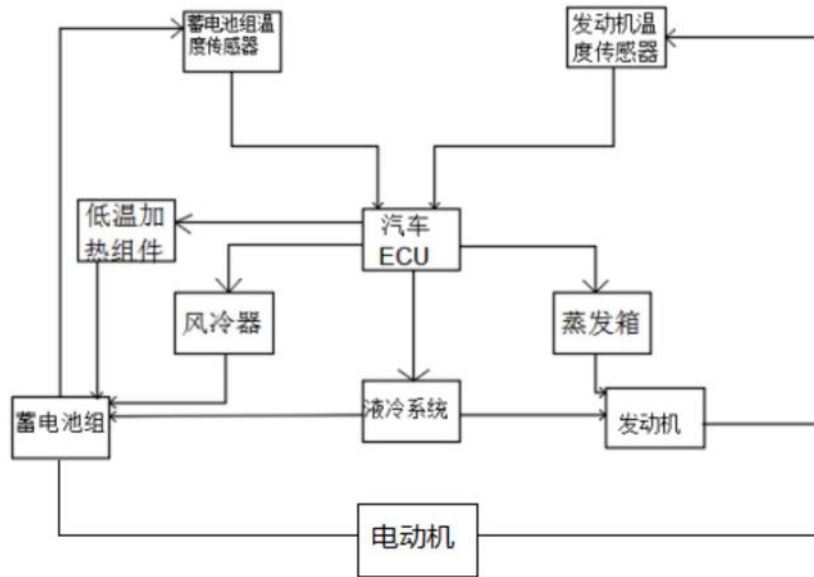 蓄电池组温
度传感器
发动机温
度传感器
低温加
热组件
汽车
ECU
风冷器
蒸发箱
蓄电池组
液冷系统
发动机
电动机